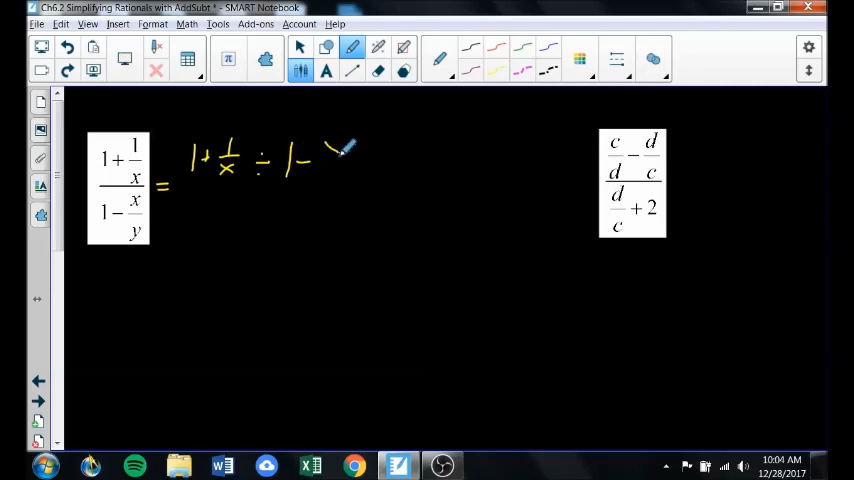 Ch6.2 Simplifying Rationals with AddSubt * - SMART Notebook
File Edit View Insert Format Math Tools Add-ons Help
π
A
1 + 1/x
1 - x/y
= 1 + 1/x ÷ 1 -
c/d - d/c
d/c + 2
10:04 AM
12/28/2017